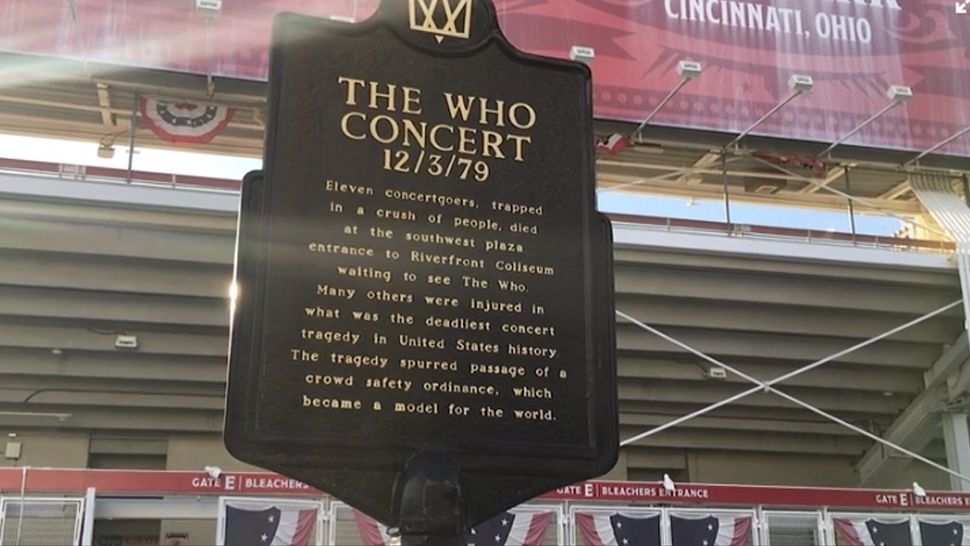 CINCINNATI, OHIO
THE WHO
CONCERT
12/3/79
Eleven concertgoers, trapped
in a crush of people, died
at the southwest plaza
entrance to Riverfront Coliseum
waiting to see The Who.
Many others were injured in
what was the deadliest concert
tragedy in United States history.
The tragedy spurred passage of a
crowd safety ordinance, which
became a model for the world.
GATE E | BLEACHERS
GATE E | BLEACHERS ENTRANCE
GATE E | BLEACHERS